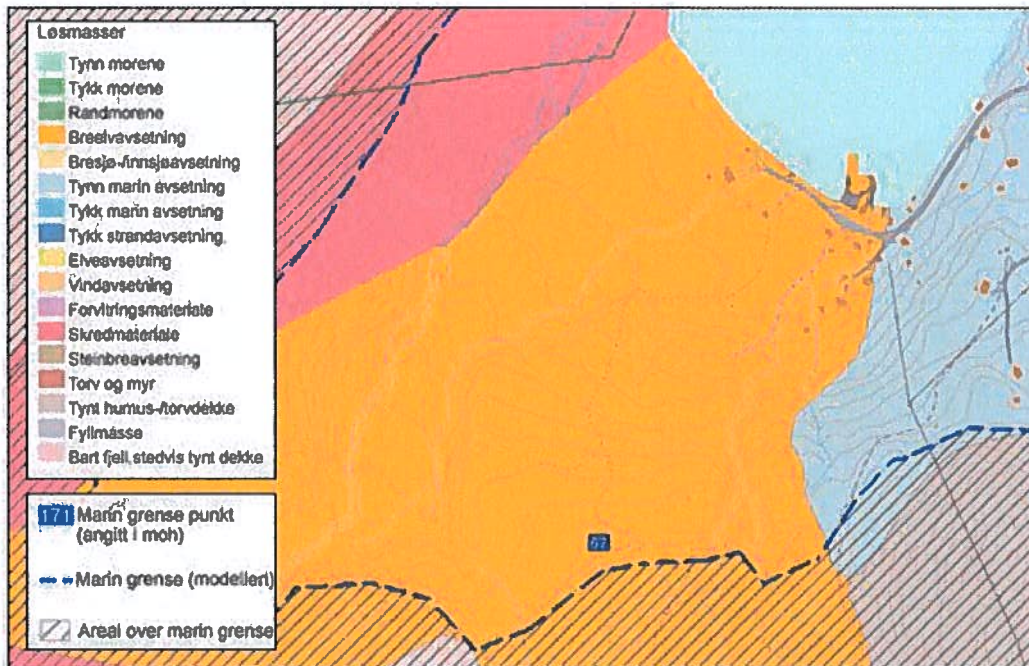 Løsmasser
Tynn morene
Tykk morene
Randmorene
Breelvavsetning
Bresjø-/innsjøavsetning
Tynn marin avsetning
Tykk marin avsetning
Tykk strandavsetning
Elveavsetning
Vindavsetning
Forvitringsmateriale
Skredmateriale
Steinbreavsetning
Torv og myr
Tynt humus-/torvdekke
Fyllmasse
Bart fjell, stedvis tynt dekke
171 Marin grense punkt
(angitt i moh)
Marin grense (modellert)
Areal over marin grense